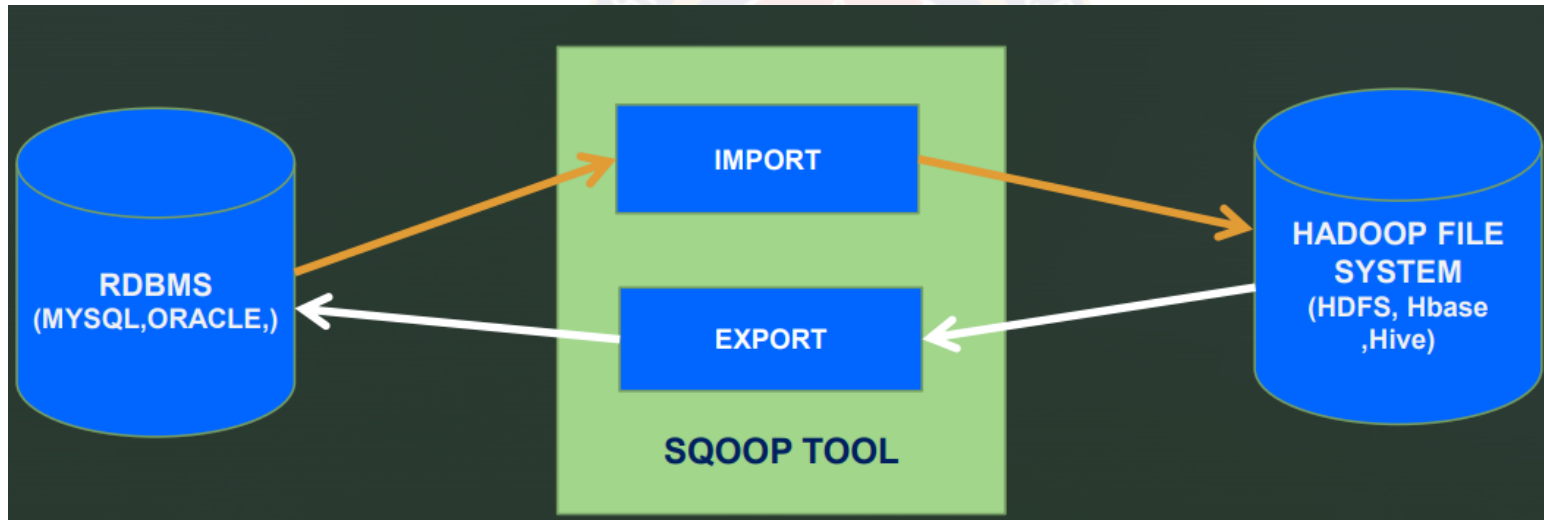 RDBMS
(MYSQL,ORACLE,)
IMPORT
EXPORT
SQOOP TOOL
HADOOP FILE
SYSTEM
(HDFS, Hbase
,Hive)